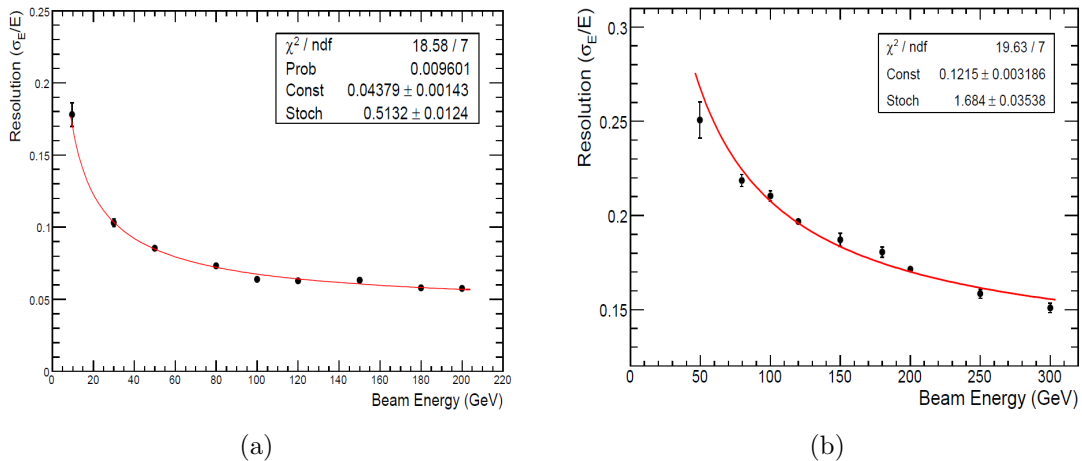 Resolution (σ_E/E)
0.25
0.2
0.15
0.1
0.05
0
χ² / ndf 18.58 / 7
Prob 0.009601
Const 0.04379 ± 0.00143
Stoch 0.5132 ± 0.0124
0 20 40 60 80 100 120 140 160 180 200 220
Beam Energy (GeV)
(a)
Resolution (σ_E/E)
0.3
0.25
0.2
0.15
χ² / ndf 19.63 / 7
Const 0.1215 ± 0.003186
Stoch 1.684 ± 0.03538
0 50 100 150 200 250 300
Beam Energy (GeV)
(b)